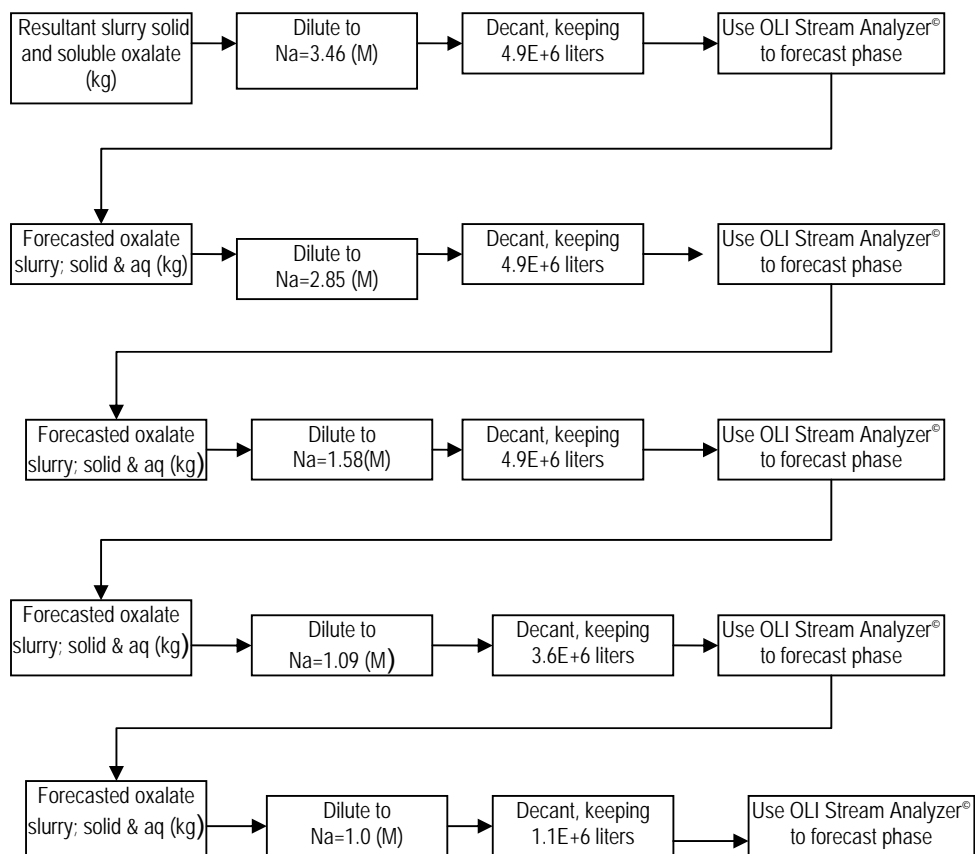 Resultant slurry solid
and soluble oxalate
(kg)
Dilute to
Na=3.46 (M)
Decant, keeping
4.9E+6 liters
Use OLI Stream Analyzer©
to forecast phase
Forecasted oxalate
slurry; solid & aq (kg)
Dilute to
Na=2.85 (M)
Decant, keeping
4.9E+6 liters
Use OLI Stream Analyzer©
to forecast phase
Forecasted oxalate
slurry; solid & aq (kg)
Dilute to
Na=1.58(M)
Decant, keeping
4.9E+6 liters
Use OLI Stream Analyzer©
to forecast phase
Forecasted oxalate
slurry; solid & aq (kg)
Dilute to
Na=1.09 (M)
Decant, keeping
3.6E+6 liters
Use OLI Stream Analyzer©
to forecast phase
Forecasted oxalate
slurry; solid & aq (kg)
Dilute to
Na=1.0 (M)
Decant, keeping
1.1E+6 liters
Use OLI Stream Analyzer©
to forecast phase